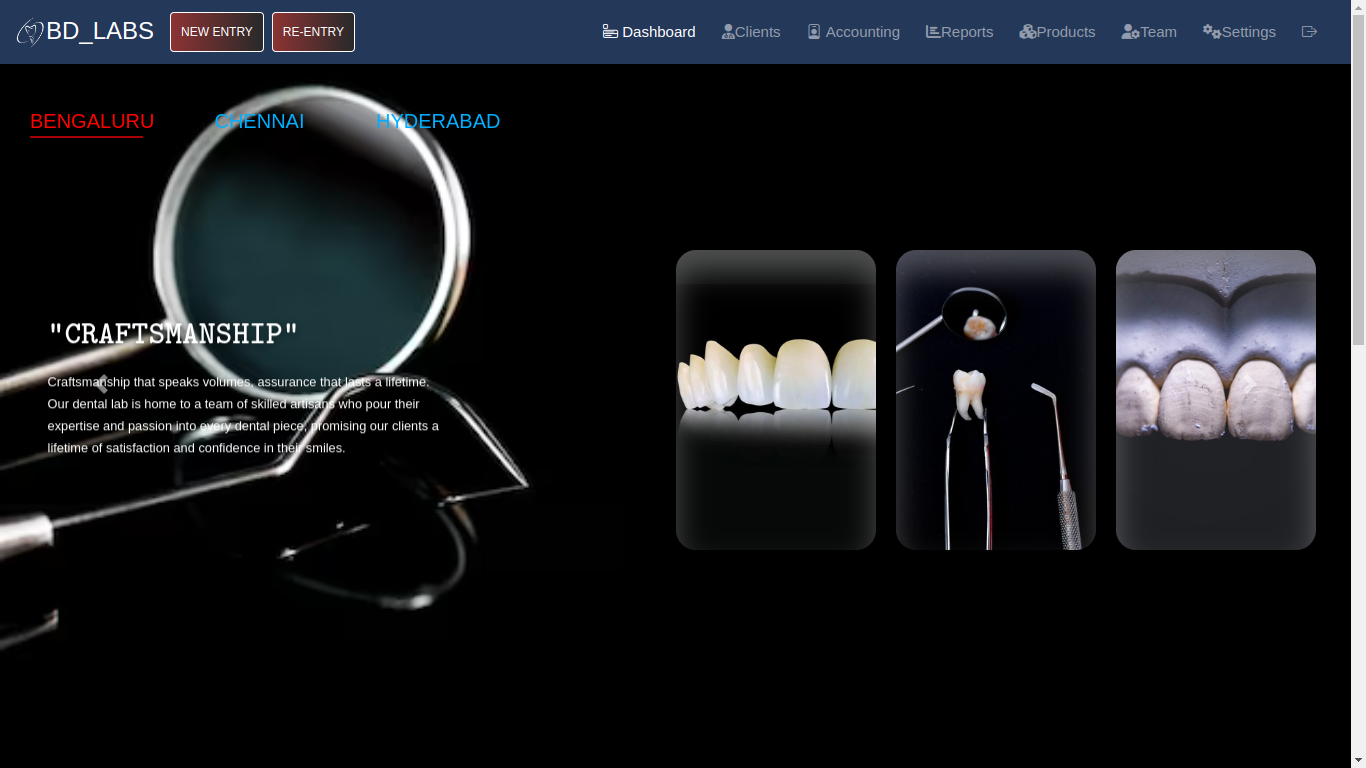 BD_LABS NEW ENTRY RE-ENTRY Dashboard Clients Accounting Reports Products Team Settings
BENGALURU CHENNAI HYDERABAD
"CRAFTSMANSHIP"
Craftsmanship that speaks volumes, assurance that lasts a lifetime.
Our dental lab is home to a team of skilled artisans who pour their
expertise and passion into every dental piece, promising our clients a
lifetime of satisfaction and confidence in their smiles.